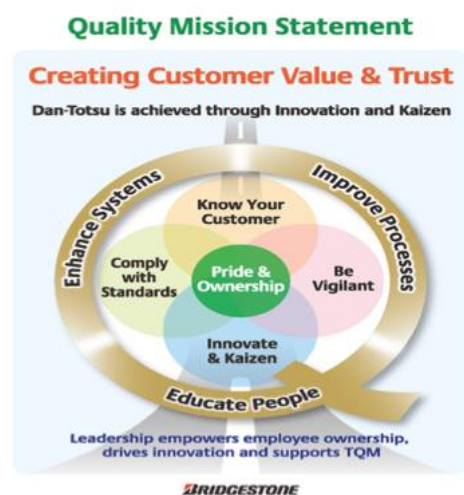 Quality Mission Statement
Creating Customer Value & Trust
Dan-Totsu is achieved through Innovation and Kaizen
Enhance Systems
Improve Processes
Know Your
Customer
Comply
with
Standards
Pride &
Ownership
Be
Vigilant
Innovate
& Kaizen
Educate People
Leadership empowers employee ownership,
drives innovation and supports TQM
BRIDGESTONE